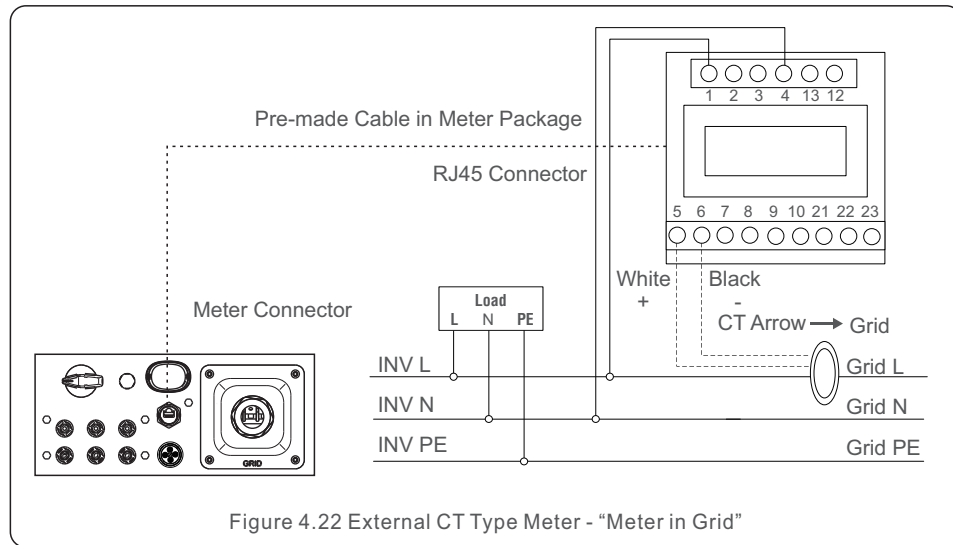 1 2 3 4 13 12
Pre-made Cable in Meter Package
RJ45 Connector
5 6 7 8 9 10 21 22 23
White Black
+ -
CT Arrow Grid
Meter Connector
Load
L N PE
INV L Grid L
INV N Grid N
INV PE Grid PE
GRID
Figure 4.22 External CT Type Meter - “Meter in Grid”